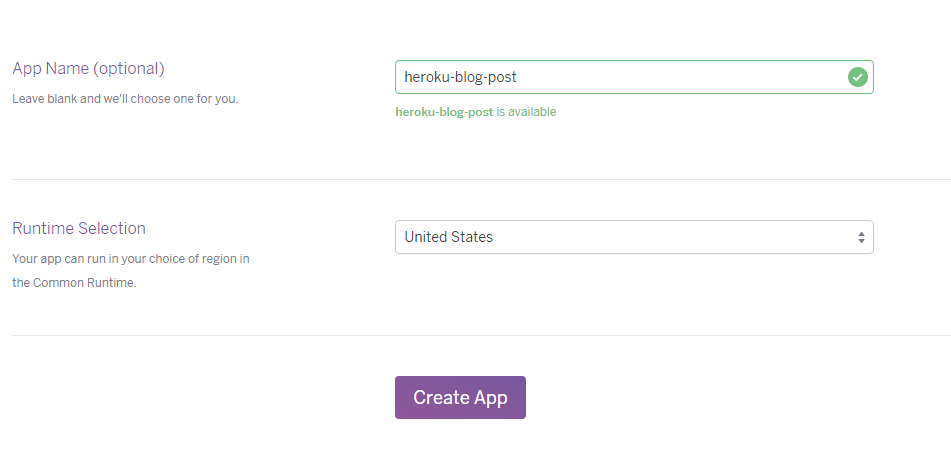 App Name (optional)
heroku-blog-post
Leave blank and we'll choose one for you.
heroku-blog-post is available
Runtime Selection
United States
Your app can run in your choice of region in
the Common Runtime.
Create App